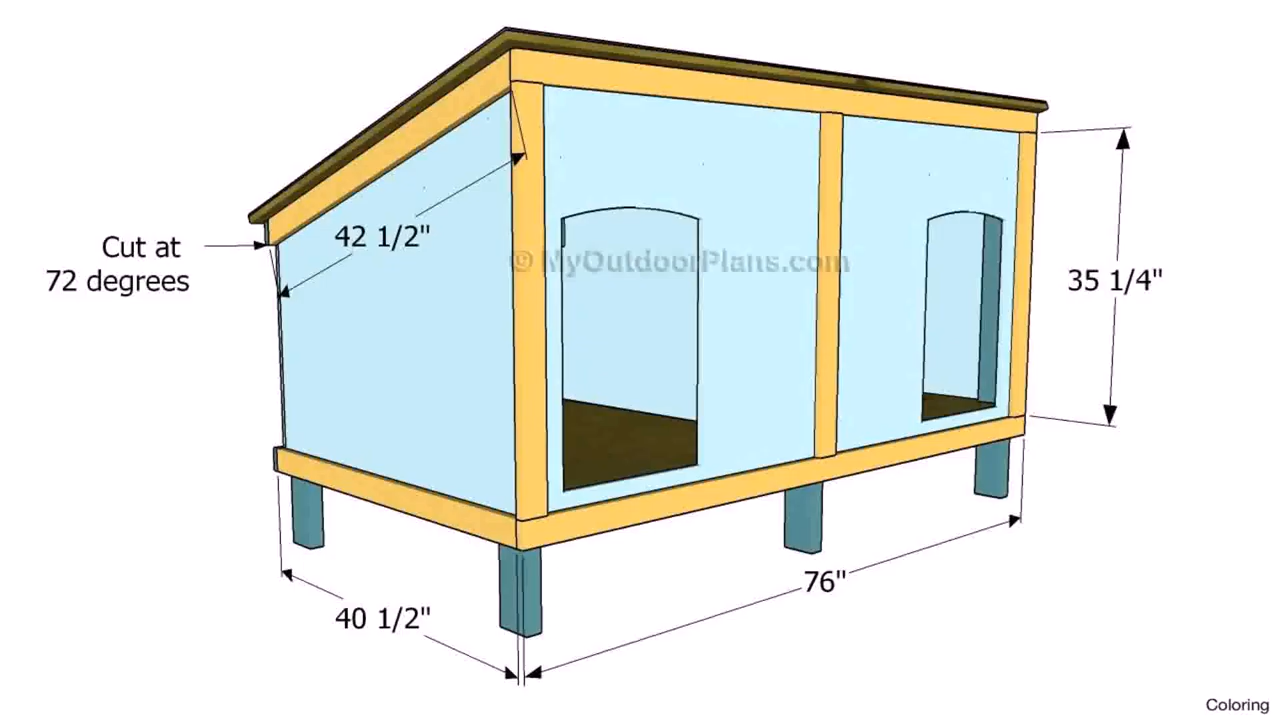 Cut at
72 degrees
42 1/2"
© MyOutdoorPlans.com
35 1/4"
76"
40 1/2"
Coloring